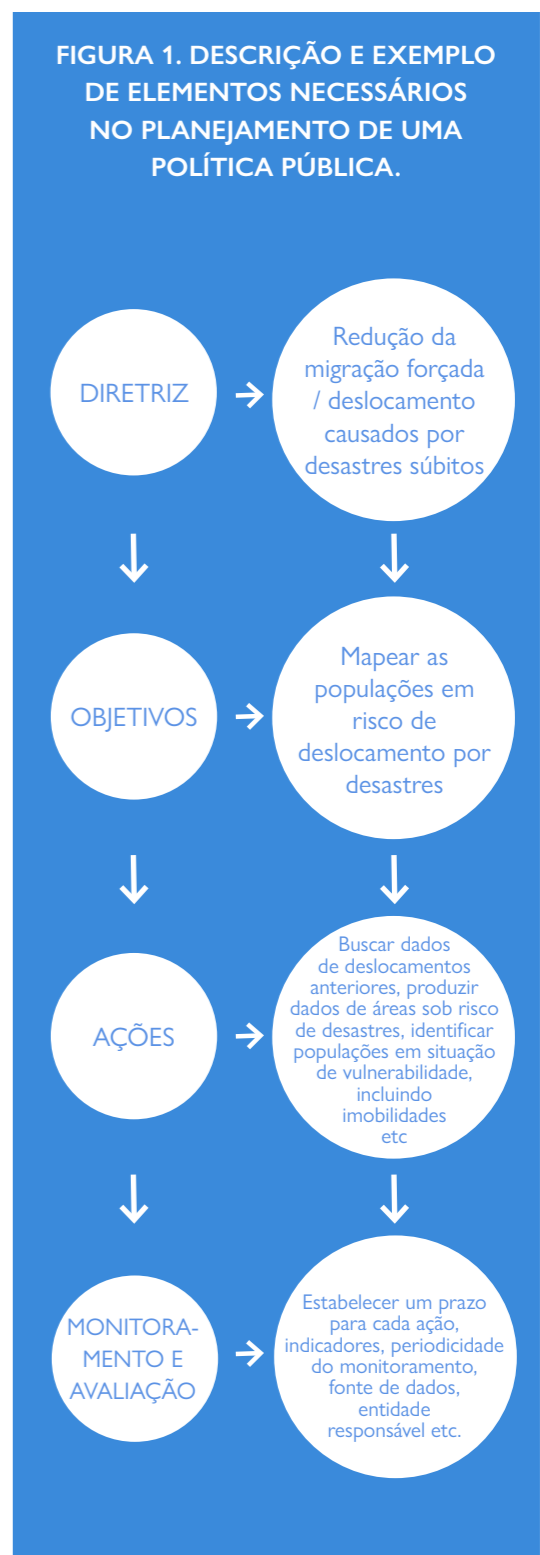 FIGURA 1. DESCRIÇÃO E EXEMPLO
DE ELEMENTOS NECESSÁRIOS
NO PLANEJAMENTO DE UMA
POLÍTICA PÚBLICA.
DIRETRIZ
Redução da
migração forçada
/ deslocamento
causados por
desastres súbitos
OBJETIVOS
Mapear as
populações em
risco de
deslocamento por
desastres
AÇÕES
Buscar dados
de deslocamentos
anteriores, produzir
dados de áreas sob risco
de desastres, identificar
populações em situação
de vulnerabilidade,
incluindo
imobilidades
etc
MONITORA-
MENTO E
AVALIAÇÃO
Estabelecer um prazo
para cada ação,
indicadores, periodicidade
do monitoramento,
fonte de dados,
entidade
responsável etc.